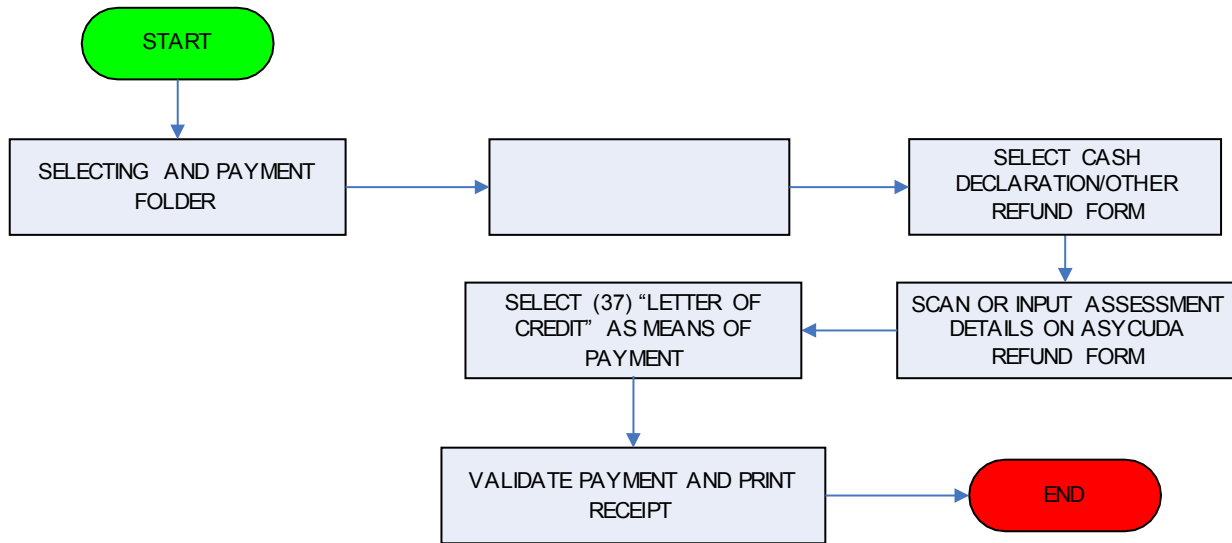 START
SELECTING AND PAYMENT
FOLDER
SELECT CASH
DECLARATION/OTHER
REFUND FORM
SCAN OR INPUT ASSESSMENT
DETAILS ON ASYCUDA
REFUND FORM
SELECT (37) “LETTER OF
CREDIT” AS MEANS OF
PAYMENT
VALIDATE PAYMENT AND PRINT
RECEIPT
END